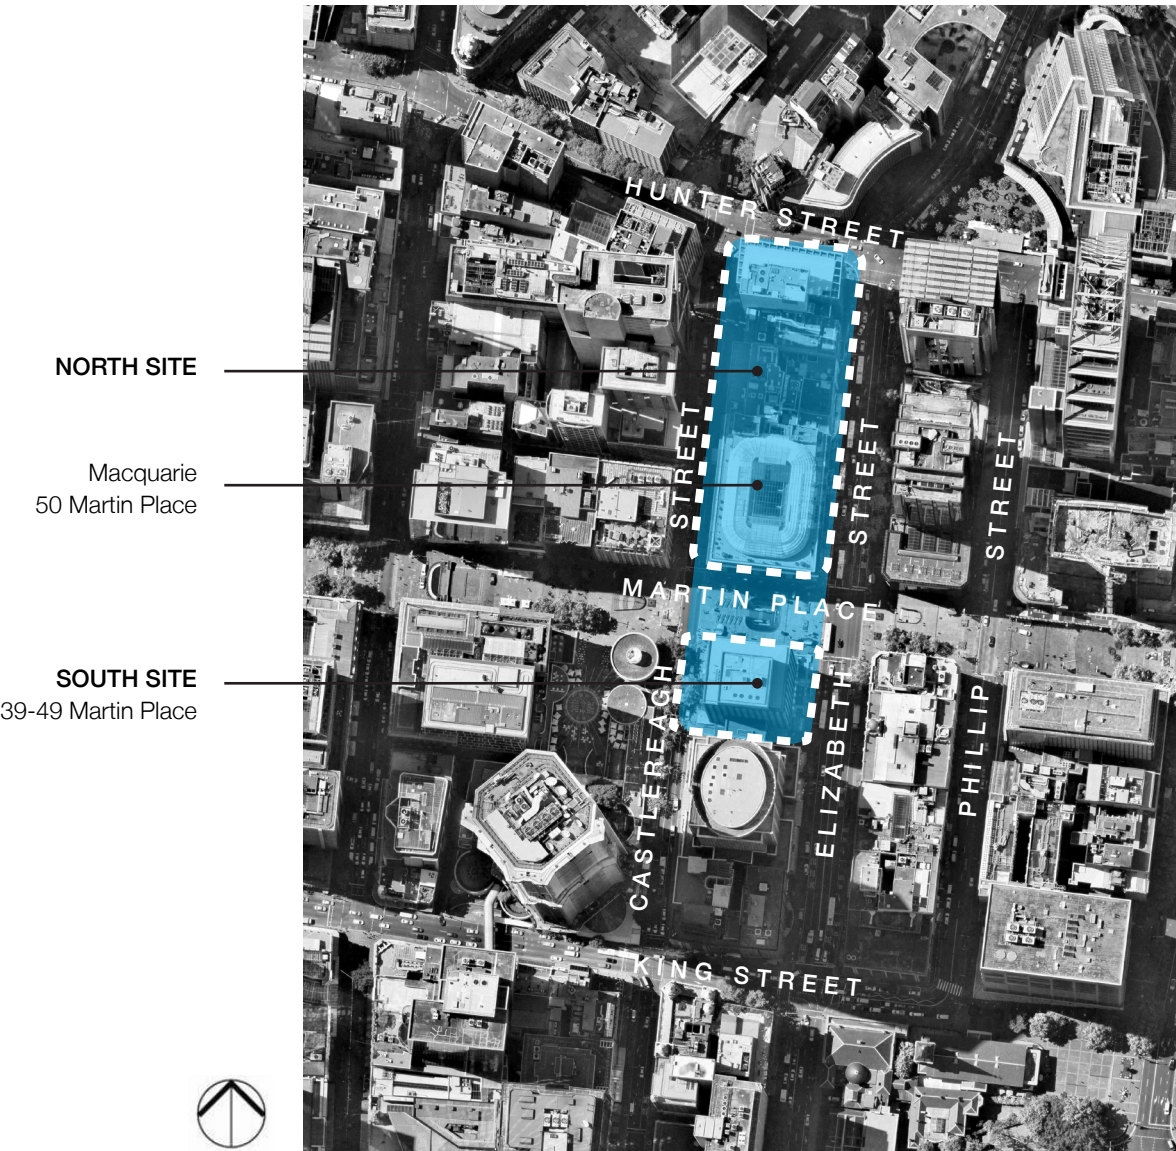 HUNTER STREET
NORTH SITE
Macquarie
50 Martin Place
STREET
STREET
STREET
MARTIN PLACE
SOUTH SITE
39-49 Martin Place
CASTLEREAGH
ELIZABETH
PHILLIP
KING STREET